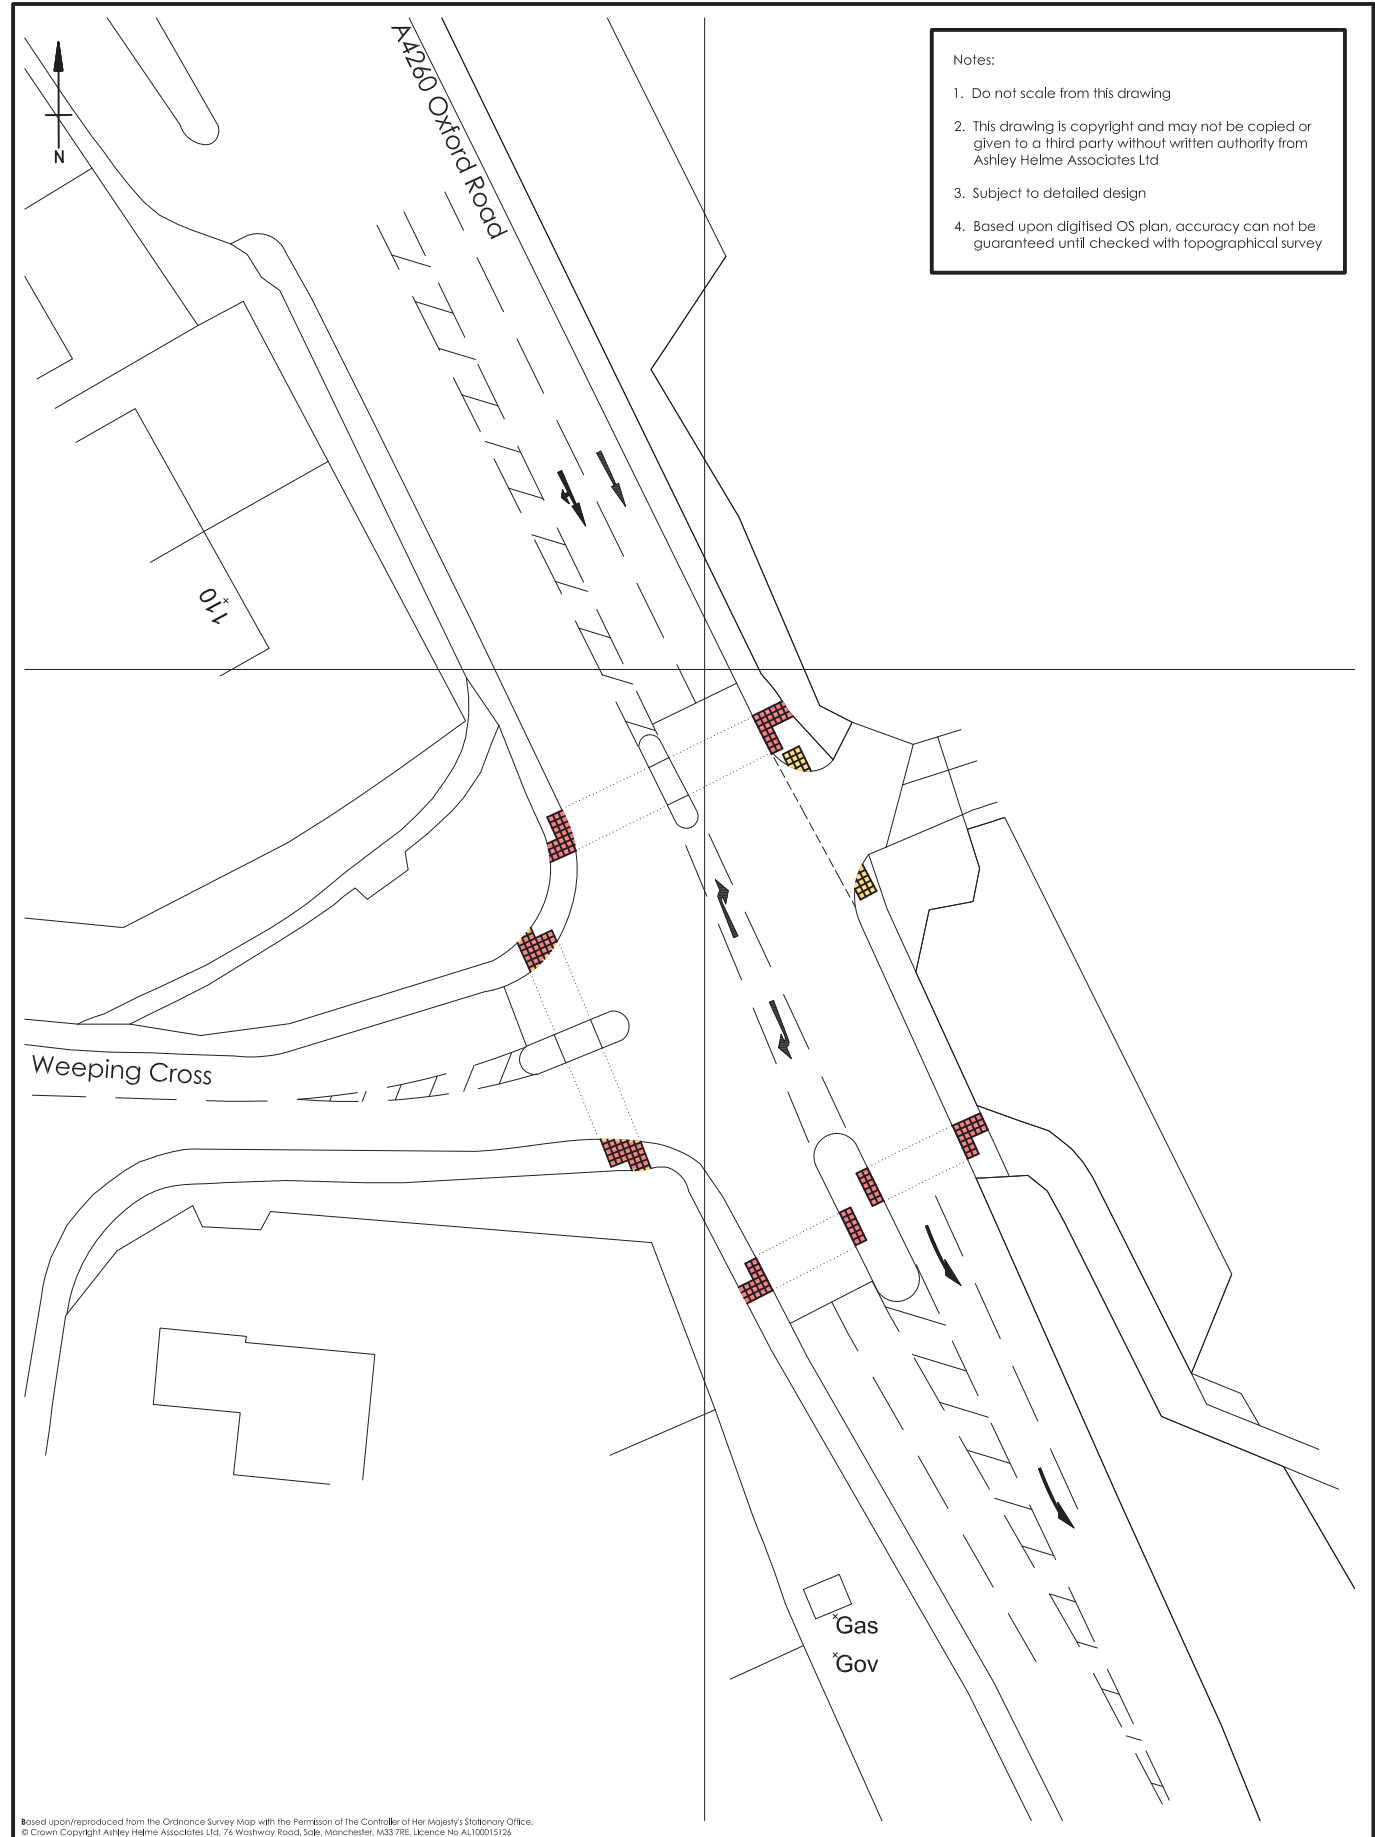 N
A4260 Oxford Road
Notes:
1. Do not scale from this drawing
2. This drawing is copyright and may not be copied or
given to a third party without written authority from
Ashley Helme Associates Ltd
3. Subject to detailed design
4. Based upon digitised OS plan, accuracy can not be
guaranteed until checked with topographical survey
110
Weeping Cross
Gas
Gov
Based upon/reproduced from the Ordnance Survey Map with the Permisson of The Controller of Her Majesty's Stationary Office,
© Crown Copyright Ashley Helme Associates Ltd, 76 Washway Road, Sale, Manchester, M33 7RE. Licence No AL100015126